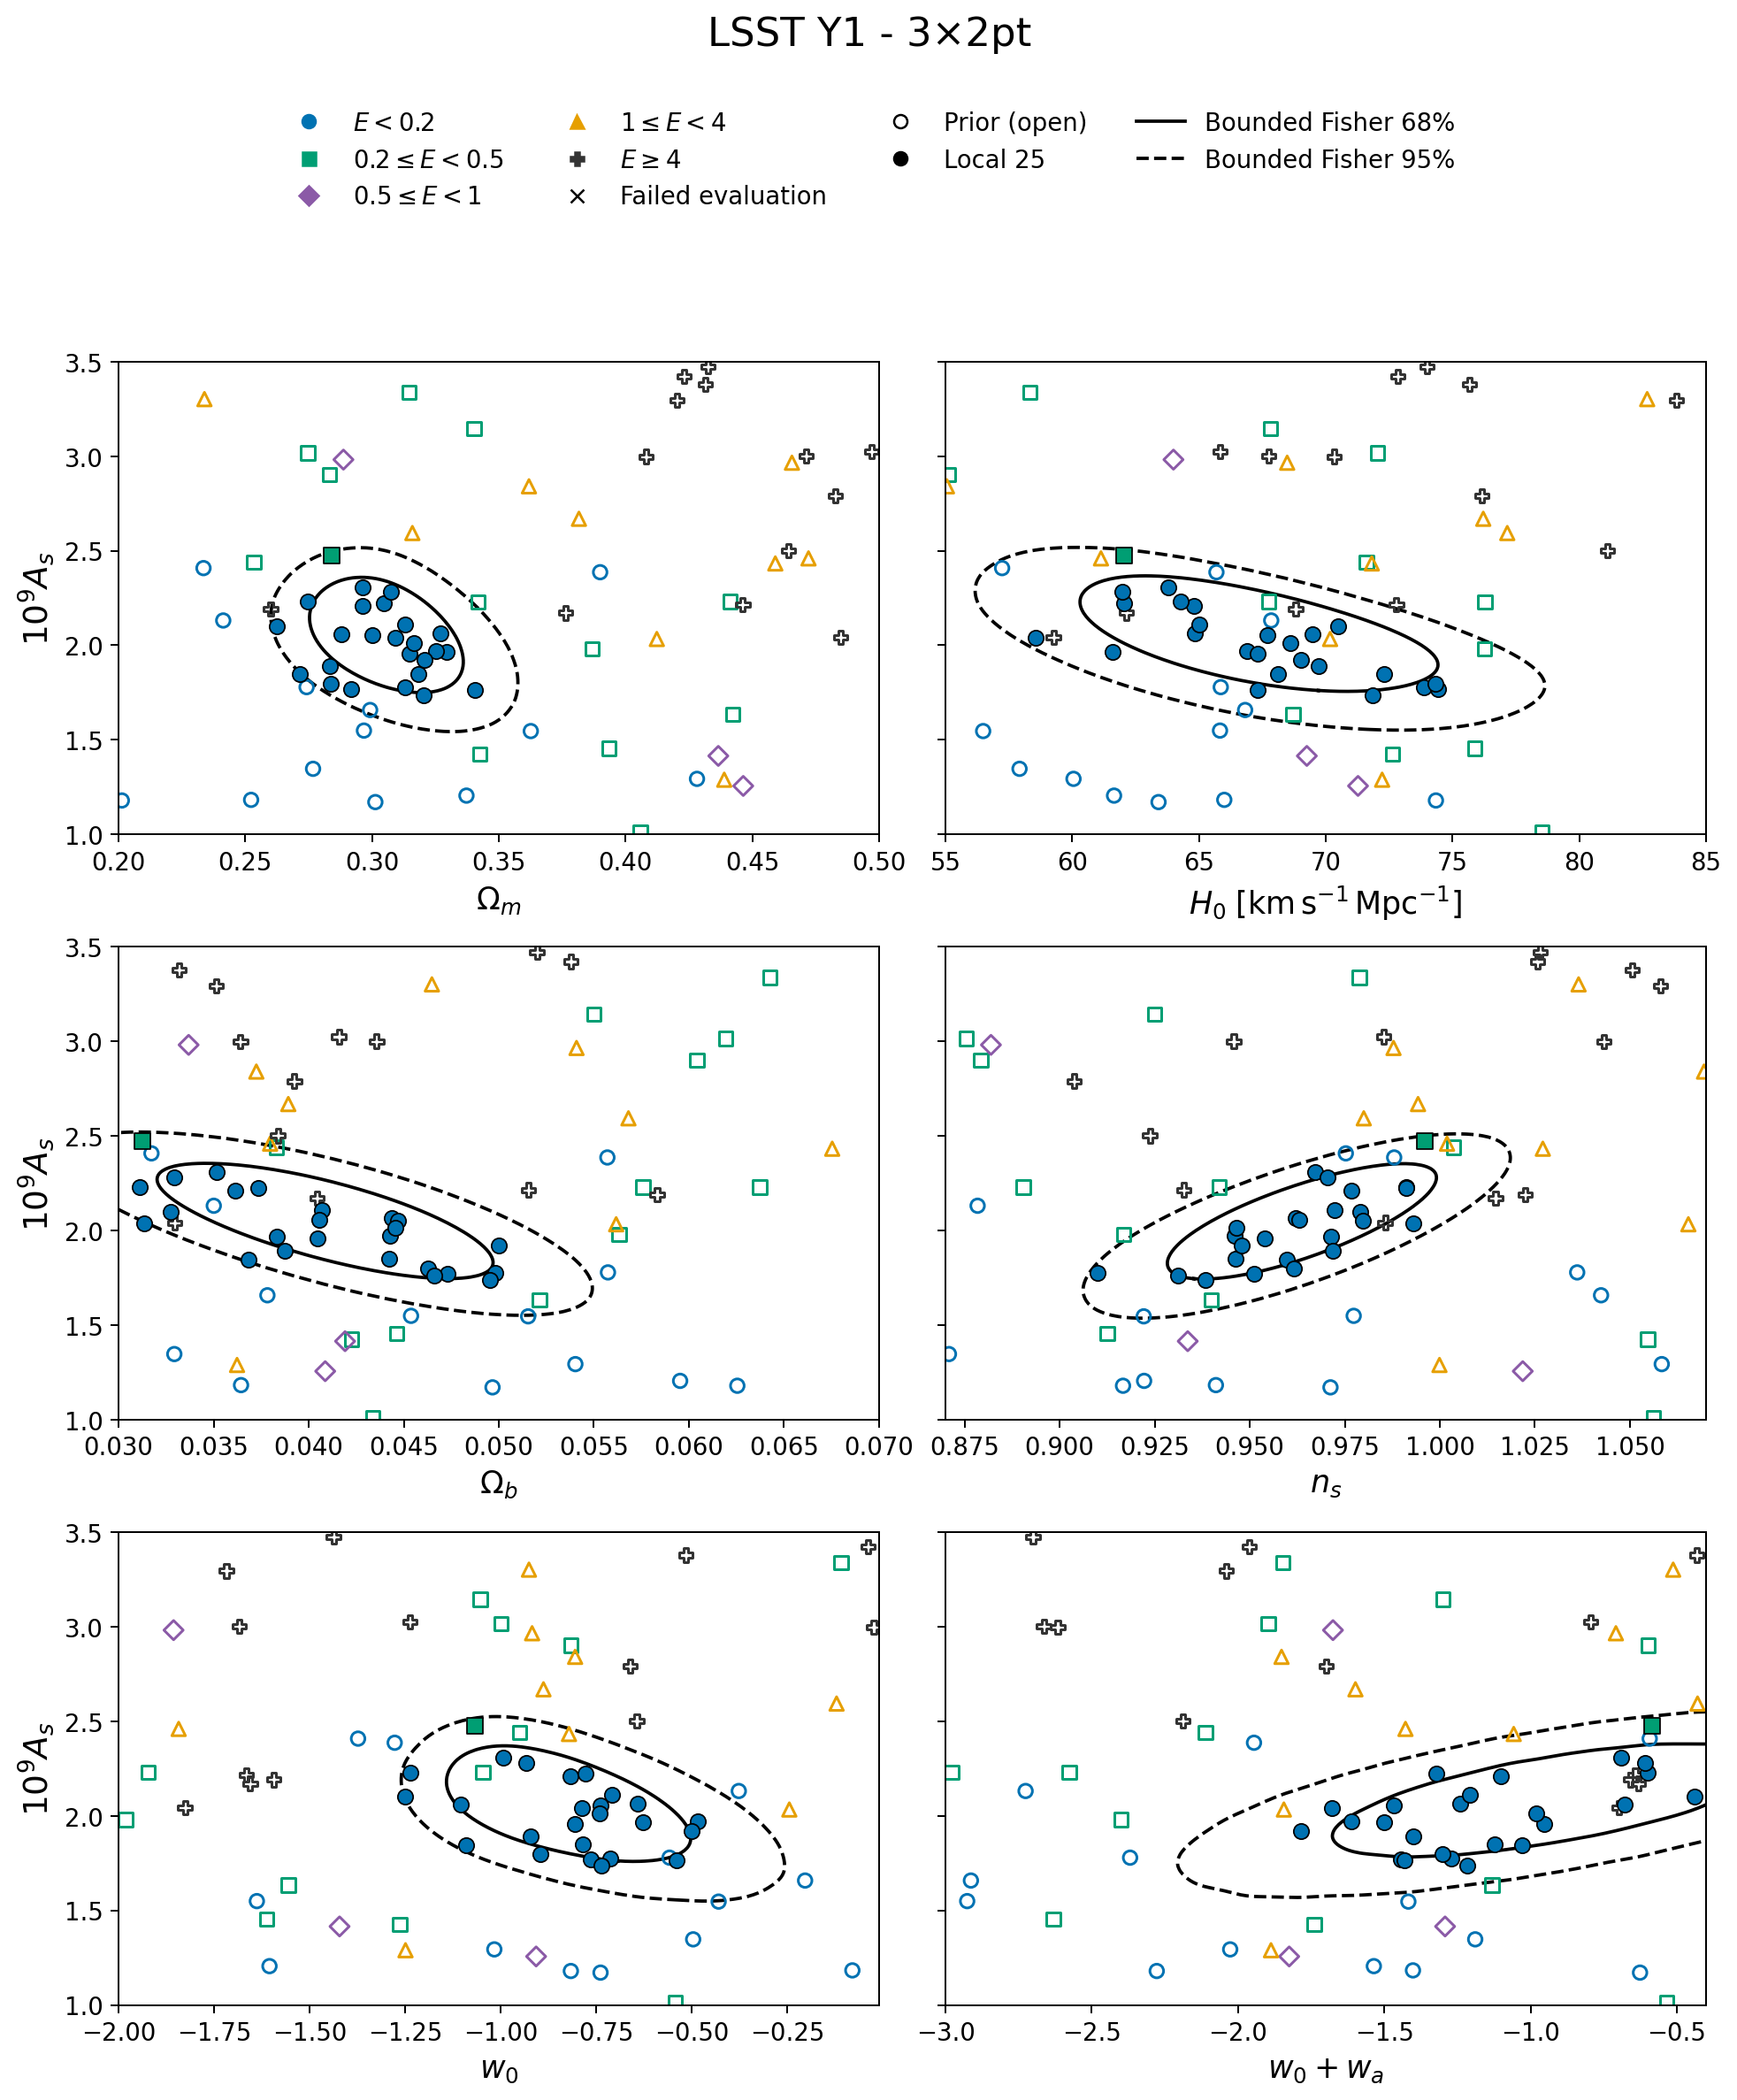 LSST Y1 - 3×2pt
E < 0.2
0.2 ≤ E < 0.5
0.5 ≤ E < 1
1 ≤ E < 4
E ≥ 4
Failed evaluation
Prior (open)
Local 25
Bounded Fisher 68%
Bounded Fisher 95%
3.5
3.0
2.5
2.0
1.5
1.0
10⁹Aₛ
0.20 0.25 0.30 0.35 0.40 0.45 0.50
Ωₘ
55 60 65 70 75 80 85
H₀ [km s⁻¹ Mpc⁻¹]
3.5
3.0
2.5
2.0
1.5
1.0
10⁹Aₛ
0.030 0.035 0.040 0.045 0.050 0.055 0.060 0.065 0.070
Ω_b
0.875 0.900 0.925 0.950 0.975 1.000 1.025 1.050
nₛ
3.5
3.0
2.5
2.0
1.5
1.0
10⁹Aₛ
−2.00 −1.75 −1.50 −1.25 −1.00 −0.75 −0.50 −0.25
w₀
−3.0 −2.5 −2.0 −1.5 −1.0 −0.5
w₀ + wₐ